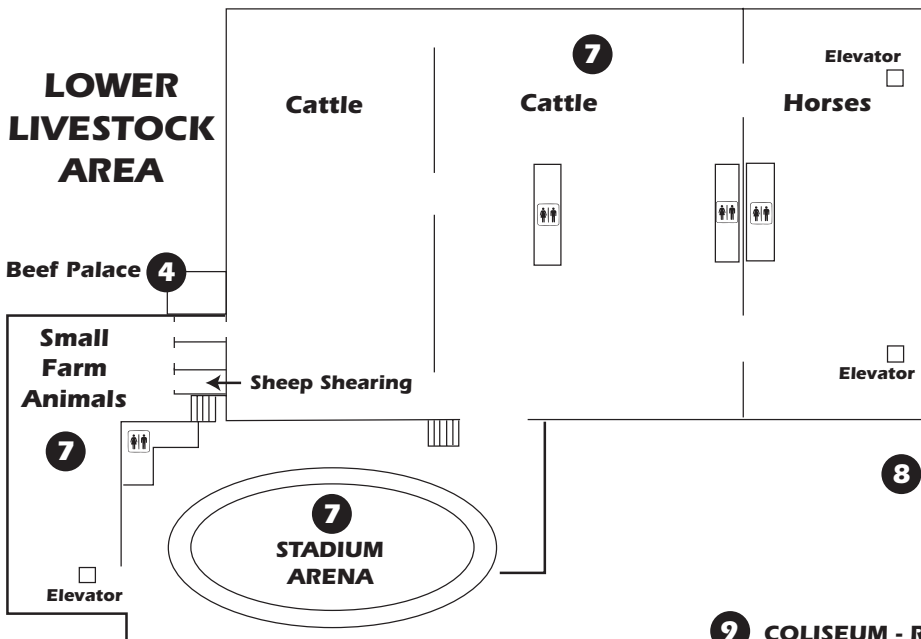 LOWER
LIVESTOCK
AREA
Cattle
7
Cattle
Elevator
Horses
Beef Palace 4
Small
Farm
Animals
7
Sheep Shearing
Elevator
8
7
STADIUM
ARENA
Elevator
9 COLISEUM - R